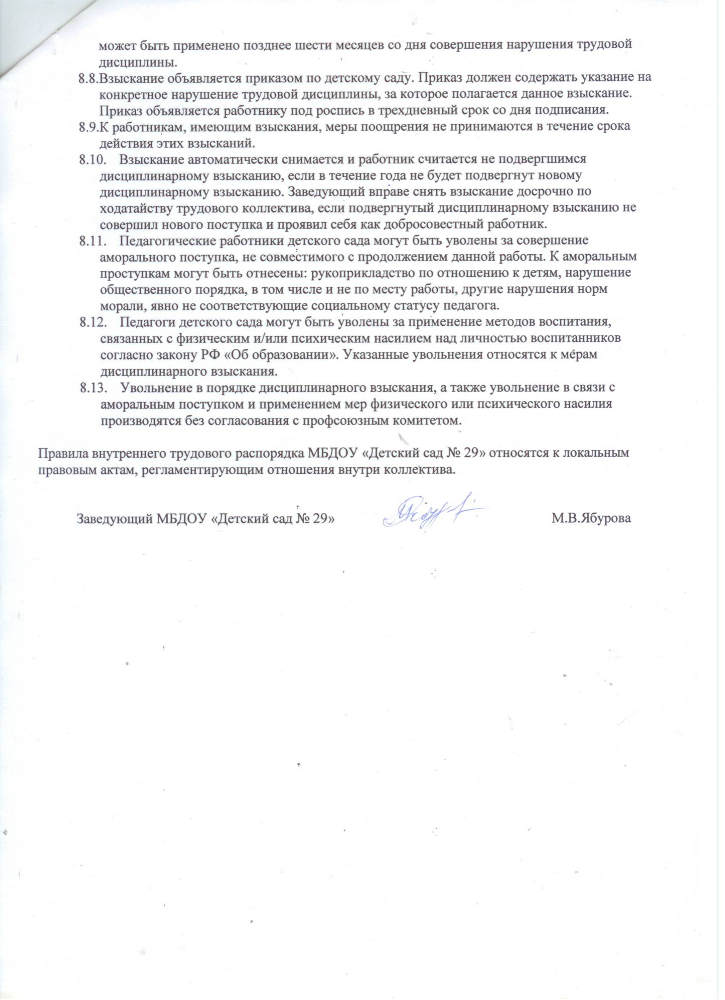 может быть применено позднее шести месяцев со дня совершения нарушения трудовой
дисциплины.
8.8.Взыскание объявляется приказом по детскому саду. Приказ должен содержать указание на
конкретное нарушение трудовой дисциплины, за которое полагается данное взыскание.
Приказ объявляется работнику под роспись в трехдневный срок со дня подписания.
8.9.К работникам, имеющим взыскания, меры поощрения не принимаются в течение срока
действия этих взысканий.
8.10. Взыскание автоматически снимается и работник считается не подвергшимся
дисциплинарному взысканию, если в течение года не будет подвергнут новому
дисциплинарному взысканию. Заведующий вправе снять взыскание досрочно по
ходатайству трудового коллектива, если подвергнутый дисциплинарному взысканию не
совершил нового поступка и проявил себя как добросовестный работник.
8.11. Педагогические работники детского сада могут быть уволены за совершение
аморального поступка, не совместимого с продолжением данной работы. К аморальным
проступкам могут быть отнесены: рукоприкладство по отношению к детям, нарушение
общественного порядка, в том числе и не по месту работы, другие нарушения норм
морали, явно не соответствующие социальному статусу педагога.
8.12. Педагоги детского сада могут быть уволены за применение методов воспитания,
связанных с физическим и/или психическим насилием над личностью воспитанников
согласно закону РФ «Об образовании». Указанные увольнения относятся к мерам
дисциплинарного взыскания.
8.13. Увольнение в порядке дисциплинарного взыскания, а также увольнение в связи с
аморальным поступком и применением мер физического или психического насилия
производятся без согласования с профсоюзным комитетом.
Правила внутреннего трудового распорядка МБДОУ «Детский сад № 29» относятся к локальным
правовым актам, регламентирующим отношения внутри коллектива.
Заведующий МБДОУ «Детский сад № 29» М.В.Ябурова